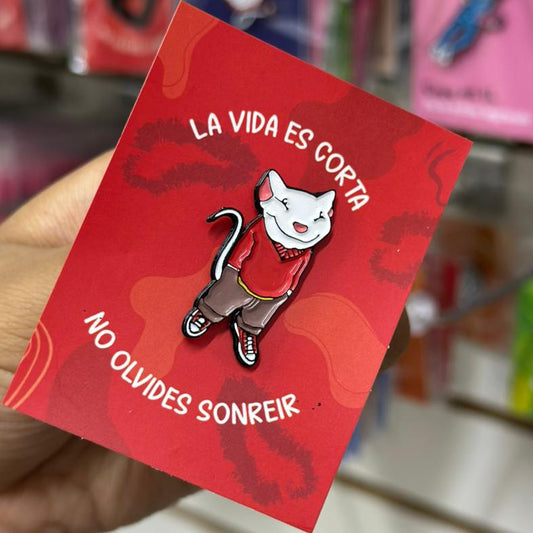 LA VIDA ES CORTA
NO OLVIDES SONREIR